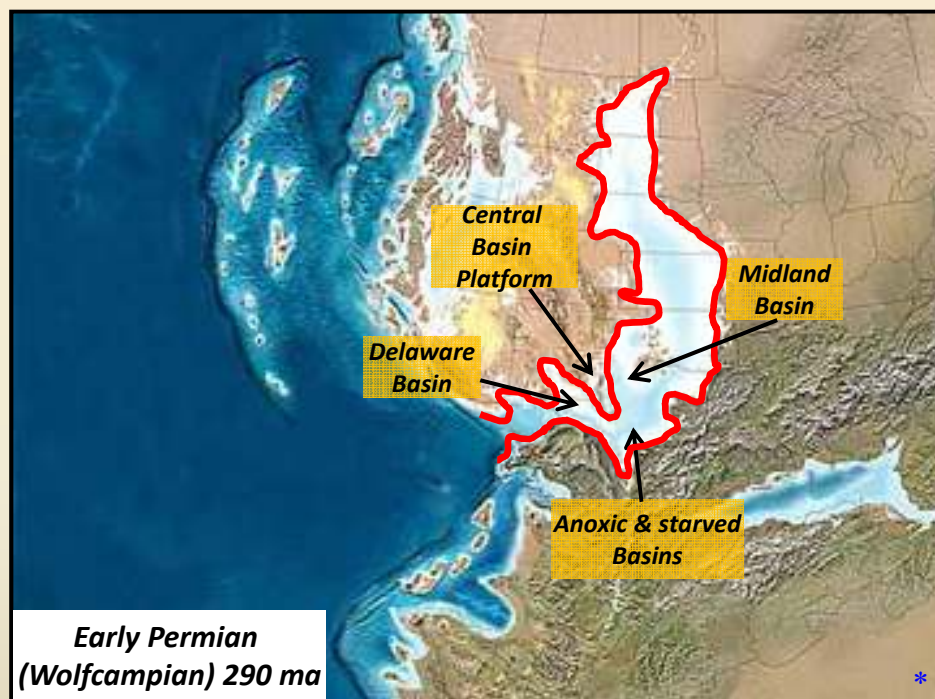 Central
Basin
Platform
Midland
Basin
Delaware
Basin
Anoxic & starved
Basins
Early Permian
(Wolfcampian) 290 ma
*